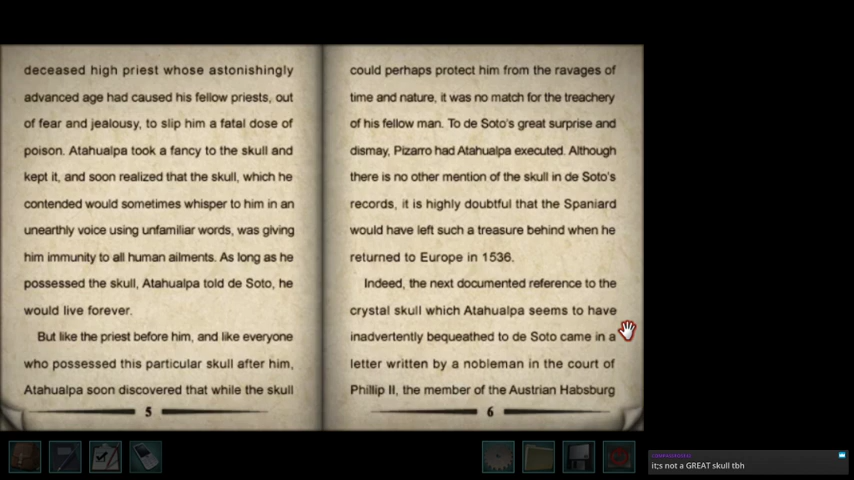 deceased high priest whose astonishingly
advanced age had caused his fellow priests, out
of fear and jealousy, to slip him a fatal dose of
poison. Atahualpa took a fancy to the skull and
kept it, and soon realized that the skull, which he
contended would sometimes whisper to him in an
unearthly voice using unfamiliar words, was giving
him immunity to all human ailments. As long as he
possessed the skull, Atahualpa told de Soto, he
would live forever.
But like the priest before him, and like everyone
who possessed this particular skull after him,
Atahualpa soon discovered that while the skull
5
could perhaps protect him from the ravages of
time and nature, it was no match for the treachery
of his fellow man. To de Soto's great surprise and
dismay, Pizarro had Atahualpa executed. Although
there is no other mention of the skull in de Soto's
records, it is highly doubtful that the Spaniard
would have left such a treasure behind when he
returned to Europe in 1536.
Indeed, the next documented reference to the
crystal skull which Atahualpa seems to have
inadvertently bequeathed to de Soto came in a
letter written by a nobleman in the court of
Phillip II, the member of the Austrian Habsburg
6
it;s not a GREAT skull tbh